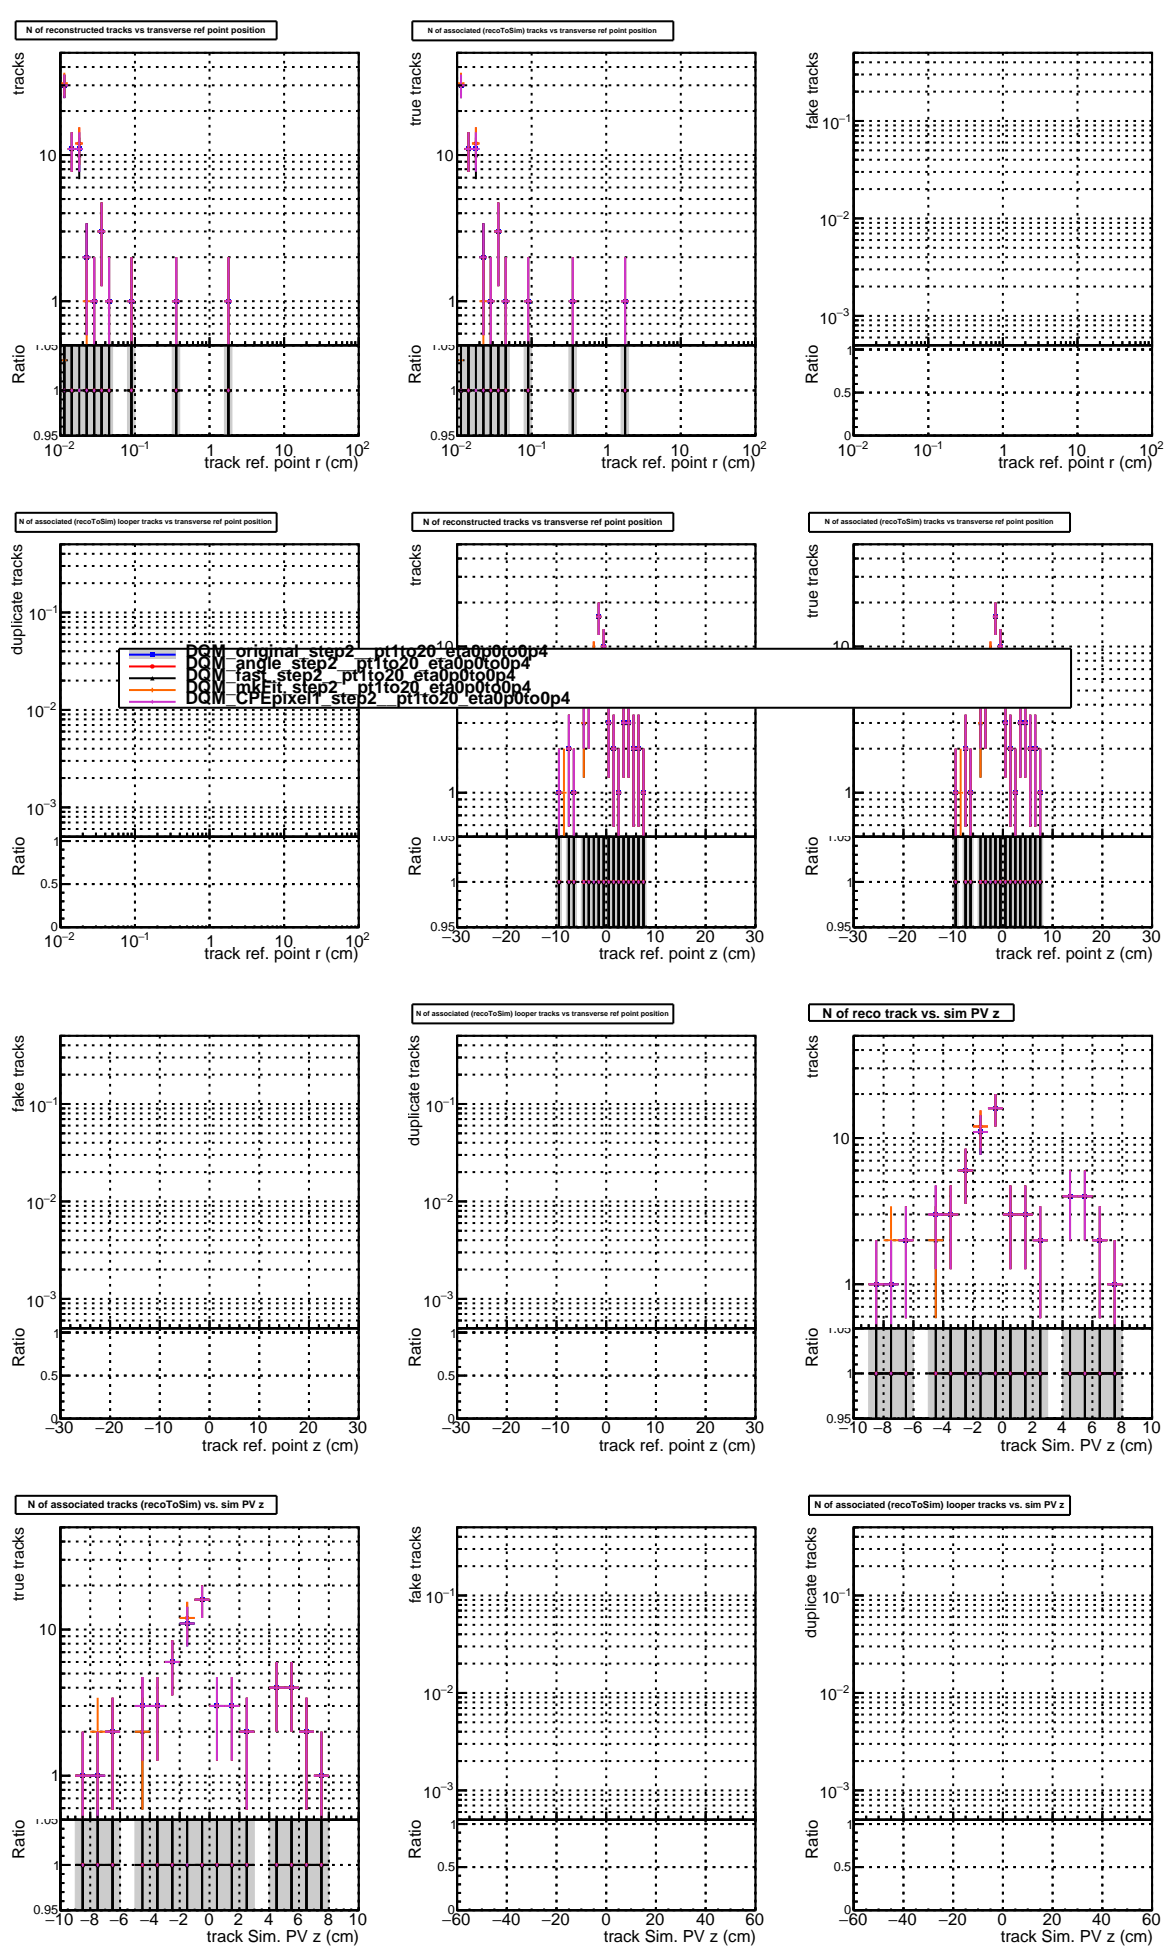 N of reconstructed tracks vs transverse ref point position
tracks
10
1
Ratio
1.05
1
0.95
10⁻² 10⁻¹ 1 10 10²
track ref. point r (cm)
N of associated (recoToSim) tracks vs transverse ref point position
true tracks
10
1
Ratio
1.05
1
0.95
10⁻² 10⁻¹ 1 10 10²
track ref. point r (cm)
fake tracks
10⁻¹
10⁻²
10⁻³
Ratio
1
0.5
0
10⁻² 10⁻¹ 1 10 10²
track ref. point r (cm)
N of associated (recoToSim) looper tracks vs transverse ref point position
duplicate tracks
10⁻¹
10⁻²
10⁻³
Ratio
1
0.5
0
10⁻² 10⁻¹ 1 10 10²
track ref. point r (cm)
N of reconstructed tracks vs transverse ref point position
tracks
10
1
Ratio
1.05
1
0.95
−30 −20 −10 0 10 20 30
track ref. point z (cm)
N of associated (recoToSim) tracks vs transverse ref point position
true tracks
10
1
Ratio
1.05
1
0.95
−30 −20 −10 0 10 20 30
track ref. point z (cm)
DQM_original_step2__pt1to20_eta0p0to0p4
DQM_angle_step2__pt1to20_eta0p0to0p4
DQM_fast_step2__pt1to20_eta0p0to0p4
DQM_mkFit_step2__pt1to20_eta0p0to0p4
DQM_CPEpixel1_step2__pt1to20_eta0p0to0p4
fake tracks
10⁻¹
10⁻²
10⁻³
Ratio
1
0.5
0
−30 −20 −10 0 10 20 30
track ref. point z (cm)
N of associated (recoToSim) looper tracks vs transverse ref point position
duplicate tracks
10⁻¹
10⁻²
10⁻³
Ratio
1
0.5
0
−30 −20 −10 0 10 20 30
track ref. point z (cm)
N of reco track vs. sim PV z
tracks
10
1
Ratio
1.05
1
0.95
−10 −8 −6 −4 −2 0 2 4 6 8 10
track Sim. PV z (cm)
N of associated tracks (recoToSim) vs. sim PV z
true tracks
10
1
Ratio
1.05
1
0.95
−10 −8 −6 −4 −2 0 2 4 6 8 10
track Sim. PV z (cm)
fake tracks
10⁻¹
10⁻²
10⁻³
Ratio
1
0.5
0
−60 −40 −20 0 20 40 60
track Sim. PV z (cm)
N of associated (recoToSim) looper tracks vs. sim PV z
duplicate tracks
10⁻¹
10⁻²
10⁻³
Ratio
1
0.5
0
−60 −40 −20 0 20 40 60
track Sim. PV z (cm)